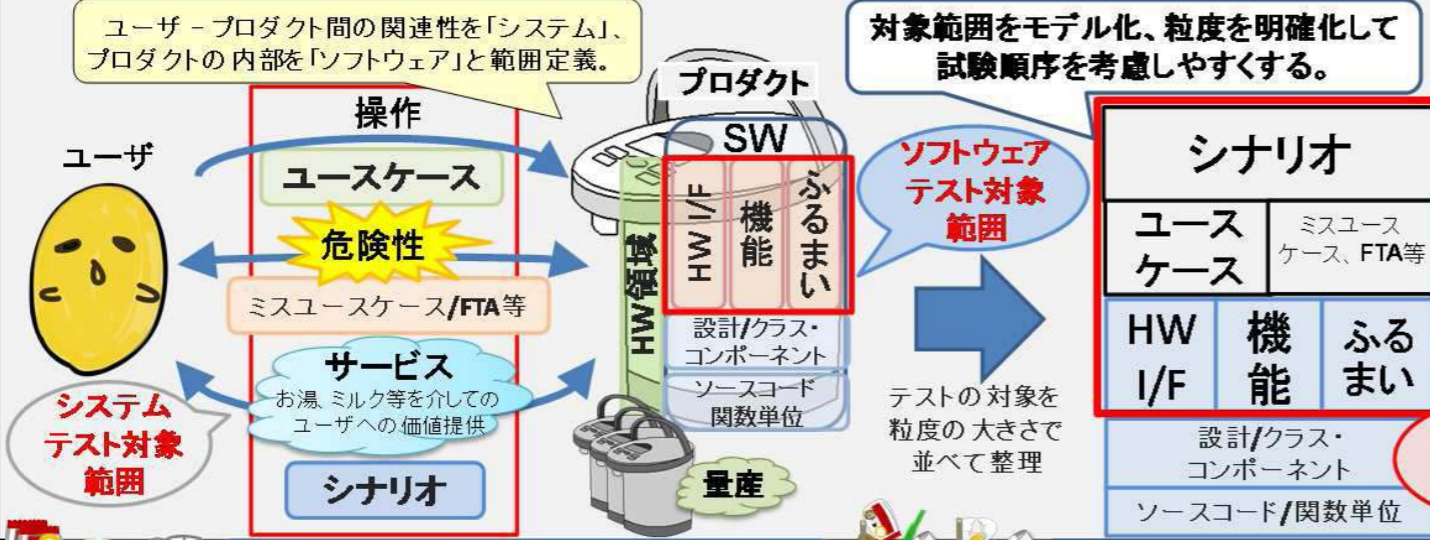 ユーザ－プロダクト間の関連性を「システム」、
プロダクトの内部を「ソフトウェア」と範囲定義。
対象範囲をモデル化、粒度を明確化して
試験順序を考慮しやすくする。
ユーザ
操作
ユースケース
危険性
ミスユースケース/FTA等
サービス
お湯、ミルク等を介しての
ユーザへの価値提供
シナリオ
システム
テスト対象
範囲
プロダクト
SW
HW領域
HW I/F
機能
ふるまい
設計/クラス・
コンポーネント
ソースコード
関数単位
量産
ソフトウェア
テスト対象
範囲
テストの対象を
粒度の大きさで
並べて整理
シナリオ
ユース
ケース
ミスユース
ケース、FTA等
HW
I/F
機
能
ふる
まい
設計/クラス・
コンポーネント
ソースコード/関数単位